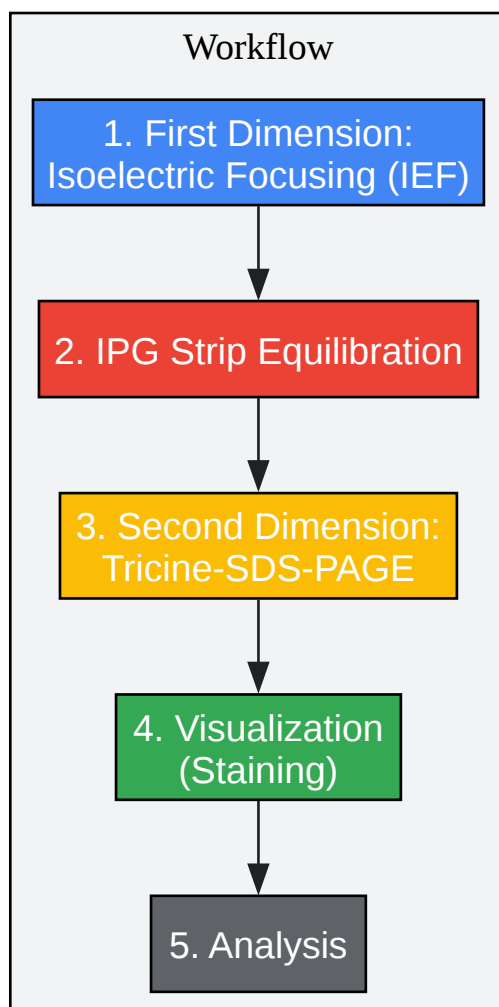 Workflow
1. First Dimension:
Isoelectric Focusing (IEF)
2. IPG Strip Equilibration
3. Second Dimension:
Tricine-SDS-PAGE
4. Visualization
(Staining)
5. Analysis